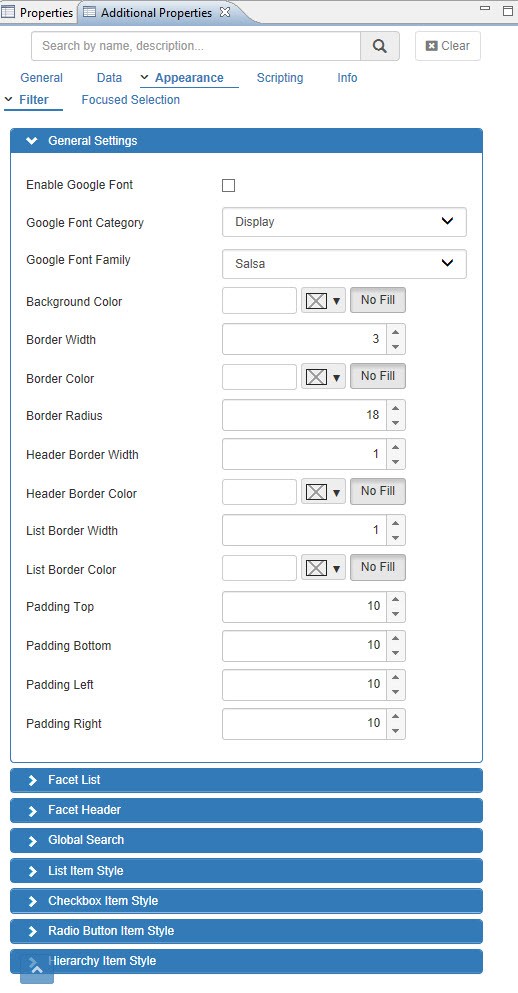 Properties Additional Properties
Search by name, description... Clear
General Data Appearance Scripting Info
Filter Focused Selection
General Settings
Enable Google Font
Google Font Category Display
Google Font Family Salsa
Background Color No Fill
Border Width 3
Border Color No Fill
Border Radius 18
Header Border Width 1
Header Border Color No Fill
List Border Width 1
List Border Color No Fill
Padding Top 10
Padding Bottom 10
Padding Left 10
Padding Right 10
Facet List
Facet Header
Global Search
List Item Style
Checkbox Item Style
Radio Button Item Style
Hierarchy Item Style